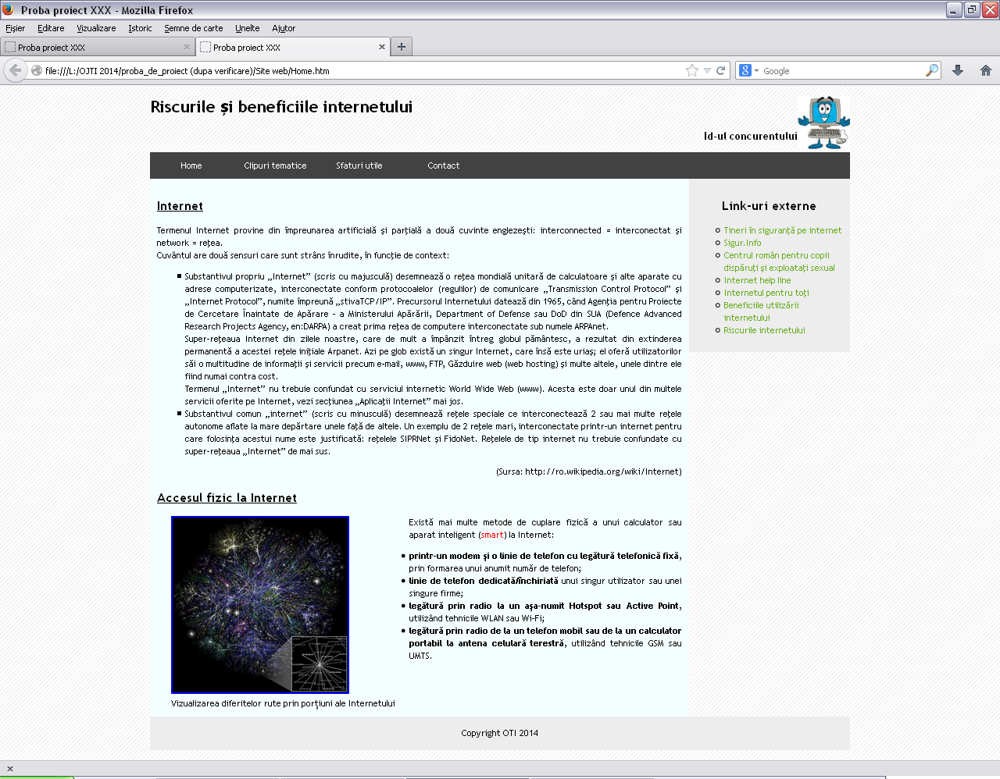 Proba proiect XXX - Mozilla Firefox
Fișier Editare Vizualizare Istoric Semne de carte Unelte Ajutor
Proba proiect XXX Proba proiect XXX
file:///L:/OJTI 2014/proba_de_proiect (dupa verificare)/Site web/Home.htm Google
Riscurile și beneficiile internetului
Id-ul concurentului
Home Clipuri tematice Sfaturi utile Contact
Internet
Termenul Internet provine din împreunarea artificială și parțială a două cuvinte englezești: interconnected = interconectat și
network = rețea.
Cuvântul are două sensuri care sunt strâns înrudite, în funcție de context:
Substantivul propriu „Internet” (scris cu majusculă) desemnează o rețea mondială unitară de calculatoare și alte aparate cu
adrese computerizate, interconectate conform protocoalelor (regulilor) de comunicare „Transmission Control Protocol” și
„Internet Protocol”, numite împreună „stivaTCP/IP”. Precursorul Internetului datează din 1965, când Agenția pentru Proiecte
de Cercetare Înaintate de Apărare - a Ministerului Apărării, Department of Defense sau DoD din SUA (Defence Advanced
Research Projects Agency, en:DARPA) a creat prima rețea de computere interconectate sub numele ARPAnet.
Super-rețeaua Internet din zilele noastre, care de mult a împânzit întreg globul pământesc, a rezultat din extinderea
permanentă a acestei rețele inițiale Arpanet. Azi pe glob există un singur Internet, care însă este uriaș; el oferă utilizatorilor
săi o multitudine de informații și servicii precum e-mail, www, FTP, Găzduire web (web hosting) și multe altele, unele dintre ele
fiind numai contra cost.
Termenul „Internet” nu trebuie confundat cu serviciul internetic World Wide Web (www). Acesta este doar unul din multele
servicii oferite pe Internet, vezi secțiunea „Aplicații Internet” mai jos.
Substantivul comun „internet” (scris cu minusculă) desemnează rețele speciale ce interconectează 2 sau mai multe rețele
autonome aflate la mare depărtare unele față de altele. Un exemplu de 2 rețele mari, interconectate printr-un internet pentru
care folosința acestui nume este justificată: rețelele SIPRNet și FidoNet. Rețelele de tip internet nu trebuie confundate cu
super-rețeaua „Internet” de mai sus.
(Sursa: http://ro.wikipedia.org/wiki/Internet)
Accesul fizic la Internet
Există mai multe metode de cuplare fizică a unui calculator sau
aparat inteligent (smart) la Internet:
printr-un modem și o linie de telefon cu legătură telefonică fixă,
prin formarea unui anumit număr de telefon;
linie de telefon dedicată/închiriată unui singur utilizator sau unei
singure firme;
legătură prin radio la un așa-numit Hotspot sau Active Point,
utilizând tehnicile WLAN sau Wi-Fi;
legătură prin radio de la un telefon mobil sau de la un calculator
portabil la antena celulară terestră, utilizând tehnicile GSM sau
UMTS.
Vizualizarea diferitelor rute prin porțiuni ale Internetului
Link-uri externe
Tineri în siguranță pe internet
Sigur.Info
Centrul român pentru copii
dispăruți și exploatați sexual
Internet help line
Internetul pentru toți
Beneficiile utilizării
internetului
Riscurile internetului
Copyright OTI 2014